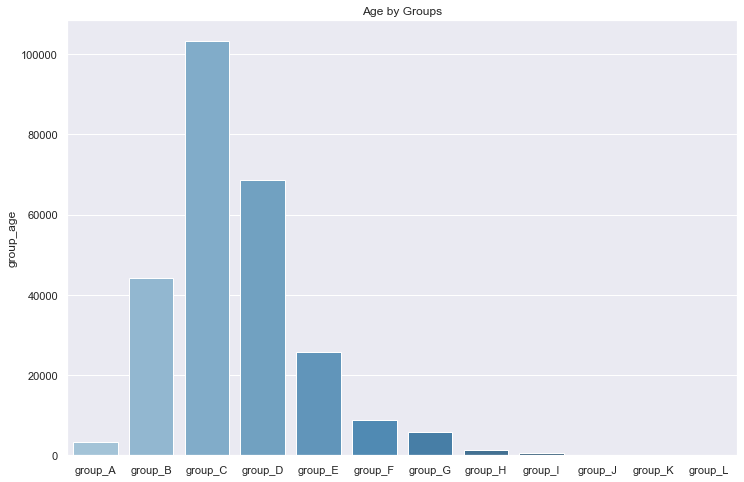 Age by Groups
100000
80000
60000
40000
20000
0
group_age
group_A group_B group_C group_D group_E group_F group_G group_H group_I group_J group_K group_L